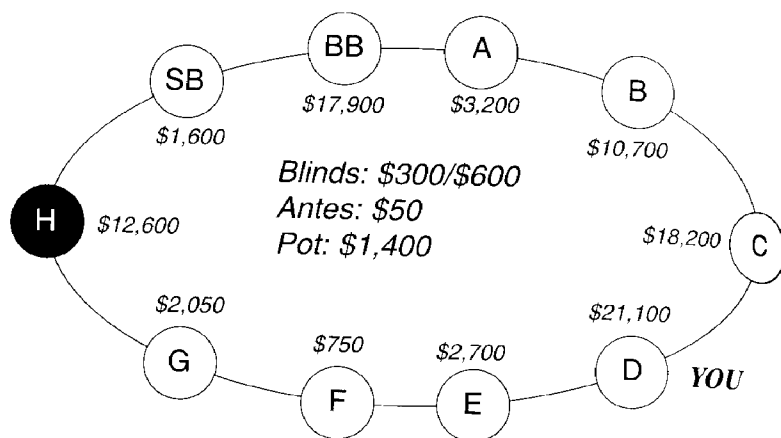 BB
A
SB
B
$17,900
$3,200
$1,600
$10,700
Blinds: $300/$600
Antes: $50
Pot: $1,400
H
$12,600
$18,200
C
$2,050
$21,100
$750
$2,700
G
F
E
D
YOU